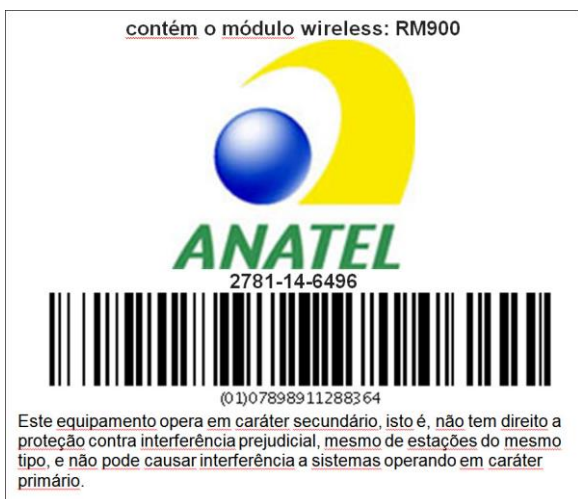 contém o módulo wireless: RM900
ANATEL
2781-14-6496
(01)07898911288364
Este equipamento opera em caráter secundário, isto é, não tem direito a
proteção contra interferência prejudicial, mesmo de estações do mesmo
tipo, e não pode causar interferência a sistemas operando em caráter
primário.